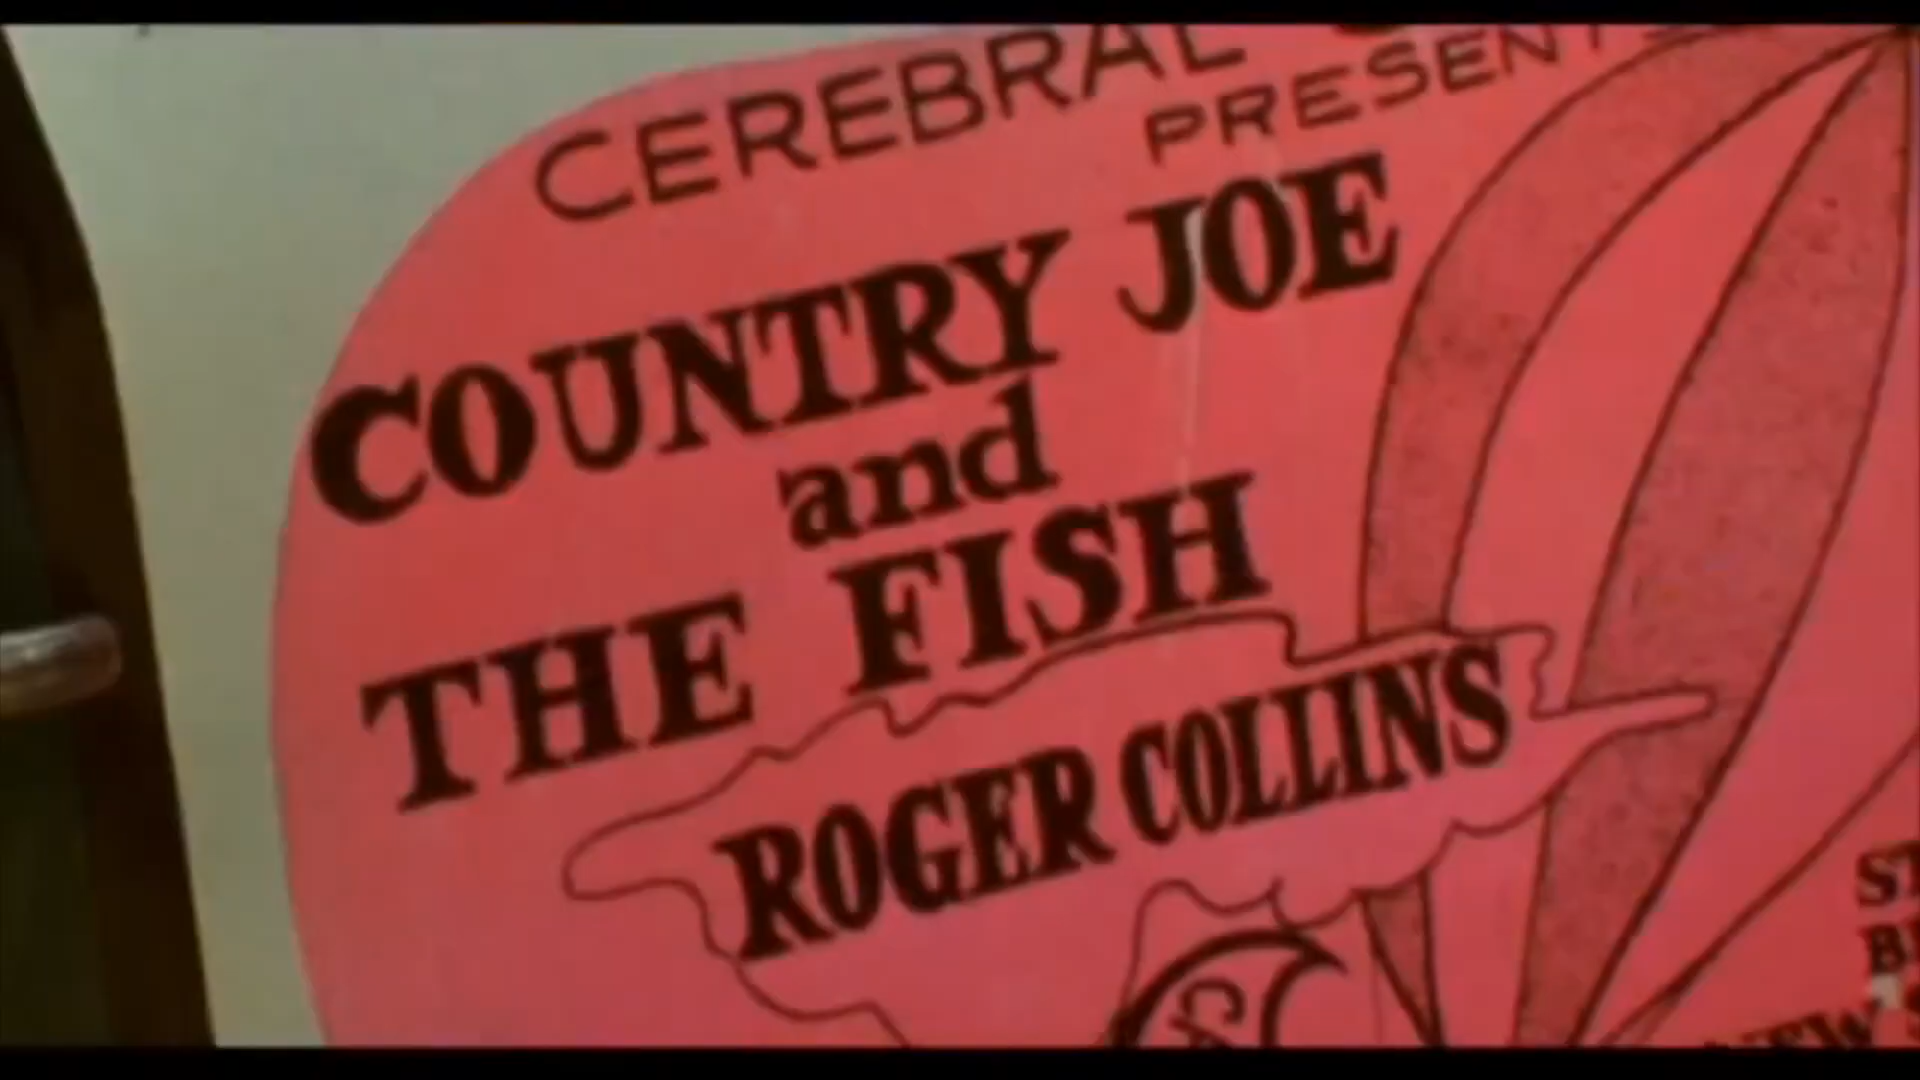 CEREBRAL
PRESENTS
COUNTRY JOE
and
THE FISH
ROGER COLLINS